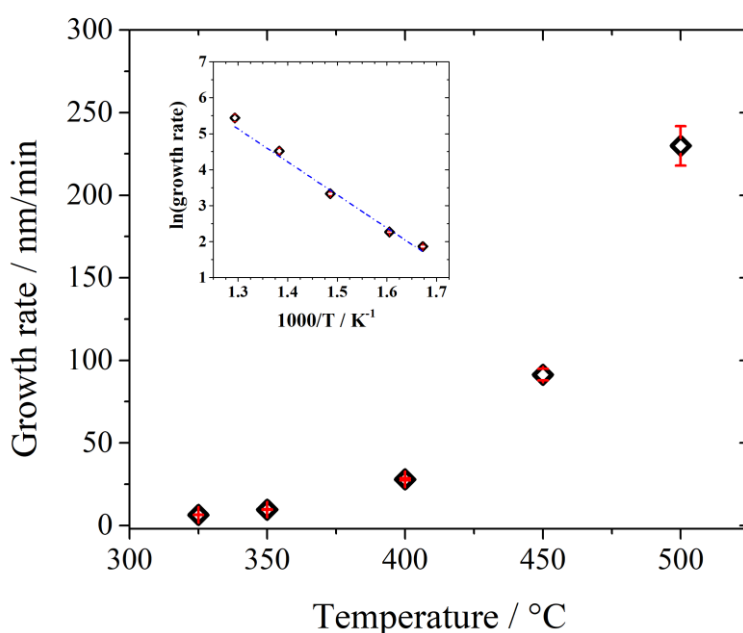 300
250
200
150
100
50
0
Growth rate / nm/min
7
6
5
4
3
2
1
ln(growth rate)
1.3 1.4 1.5 1.6 1.7
1000/T / K⁻¹
300 350 400 450 500
Temperature / °C